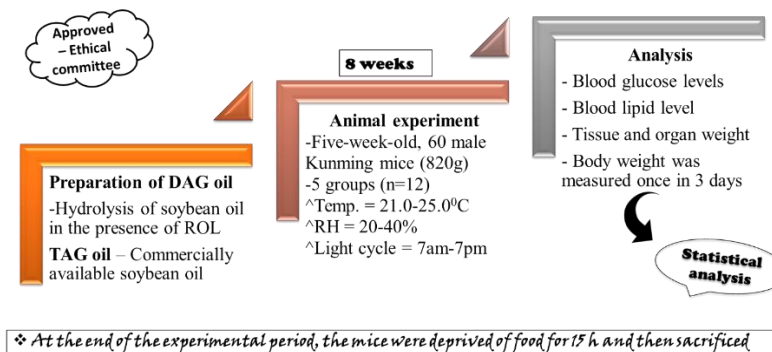 Approved
– Ethical
committee
Preparation of DAG oil
-Hydrolysis of soybean oil
in the presence of ROL
TAG oil – Commercially
available soybean oil
8 weeks
Animal experiment
-Five-week-old, 60 male
Kunming mice (820g)
-5 groups (n=12)
^Temp. = 21.0-25.0⁰C
^RH = 20-40%
^Light cycle = 7am-7pm
Analysis
- Blood glucose levels
- Blood lipid level
- Tissue and organ weight
- Body weight was
measured once in 3 days
Statistical
analysis
❖ At the end of the experimental period, the mice were deprived of food for 15 h and then sacrificed